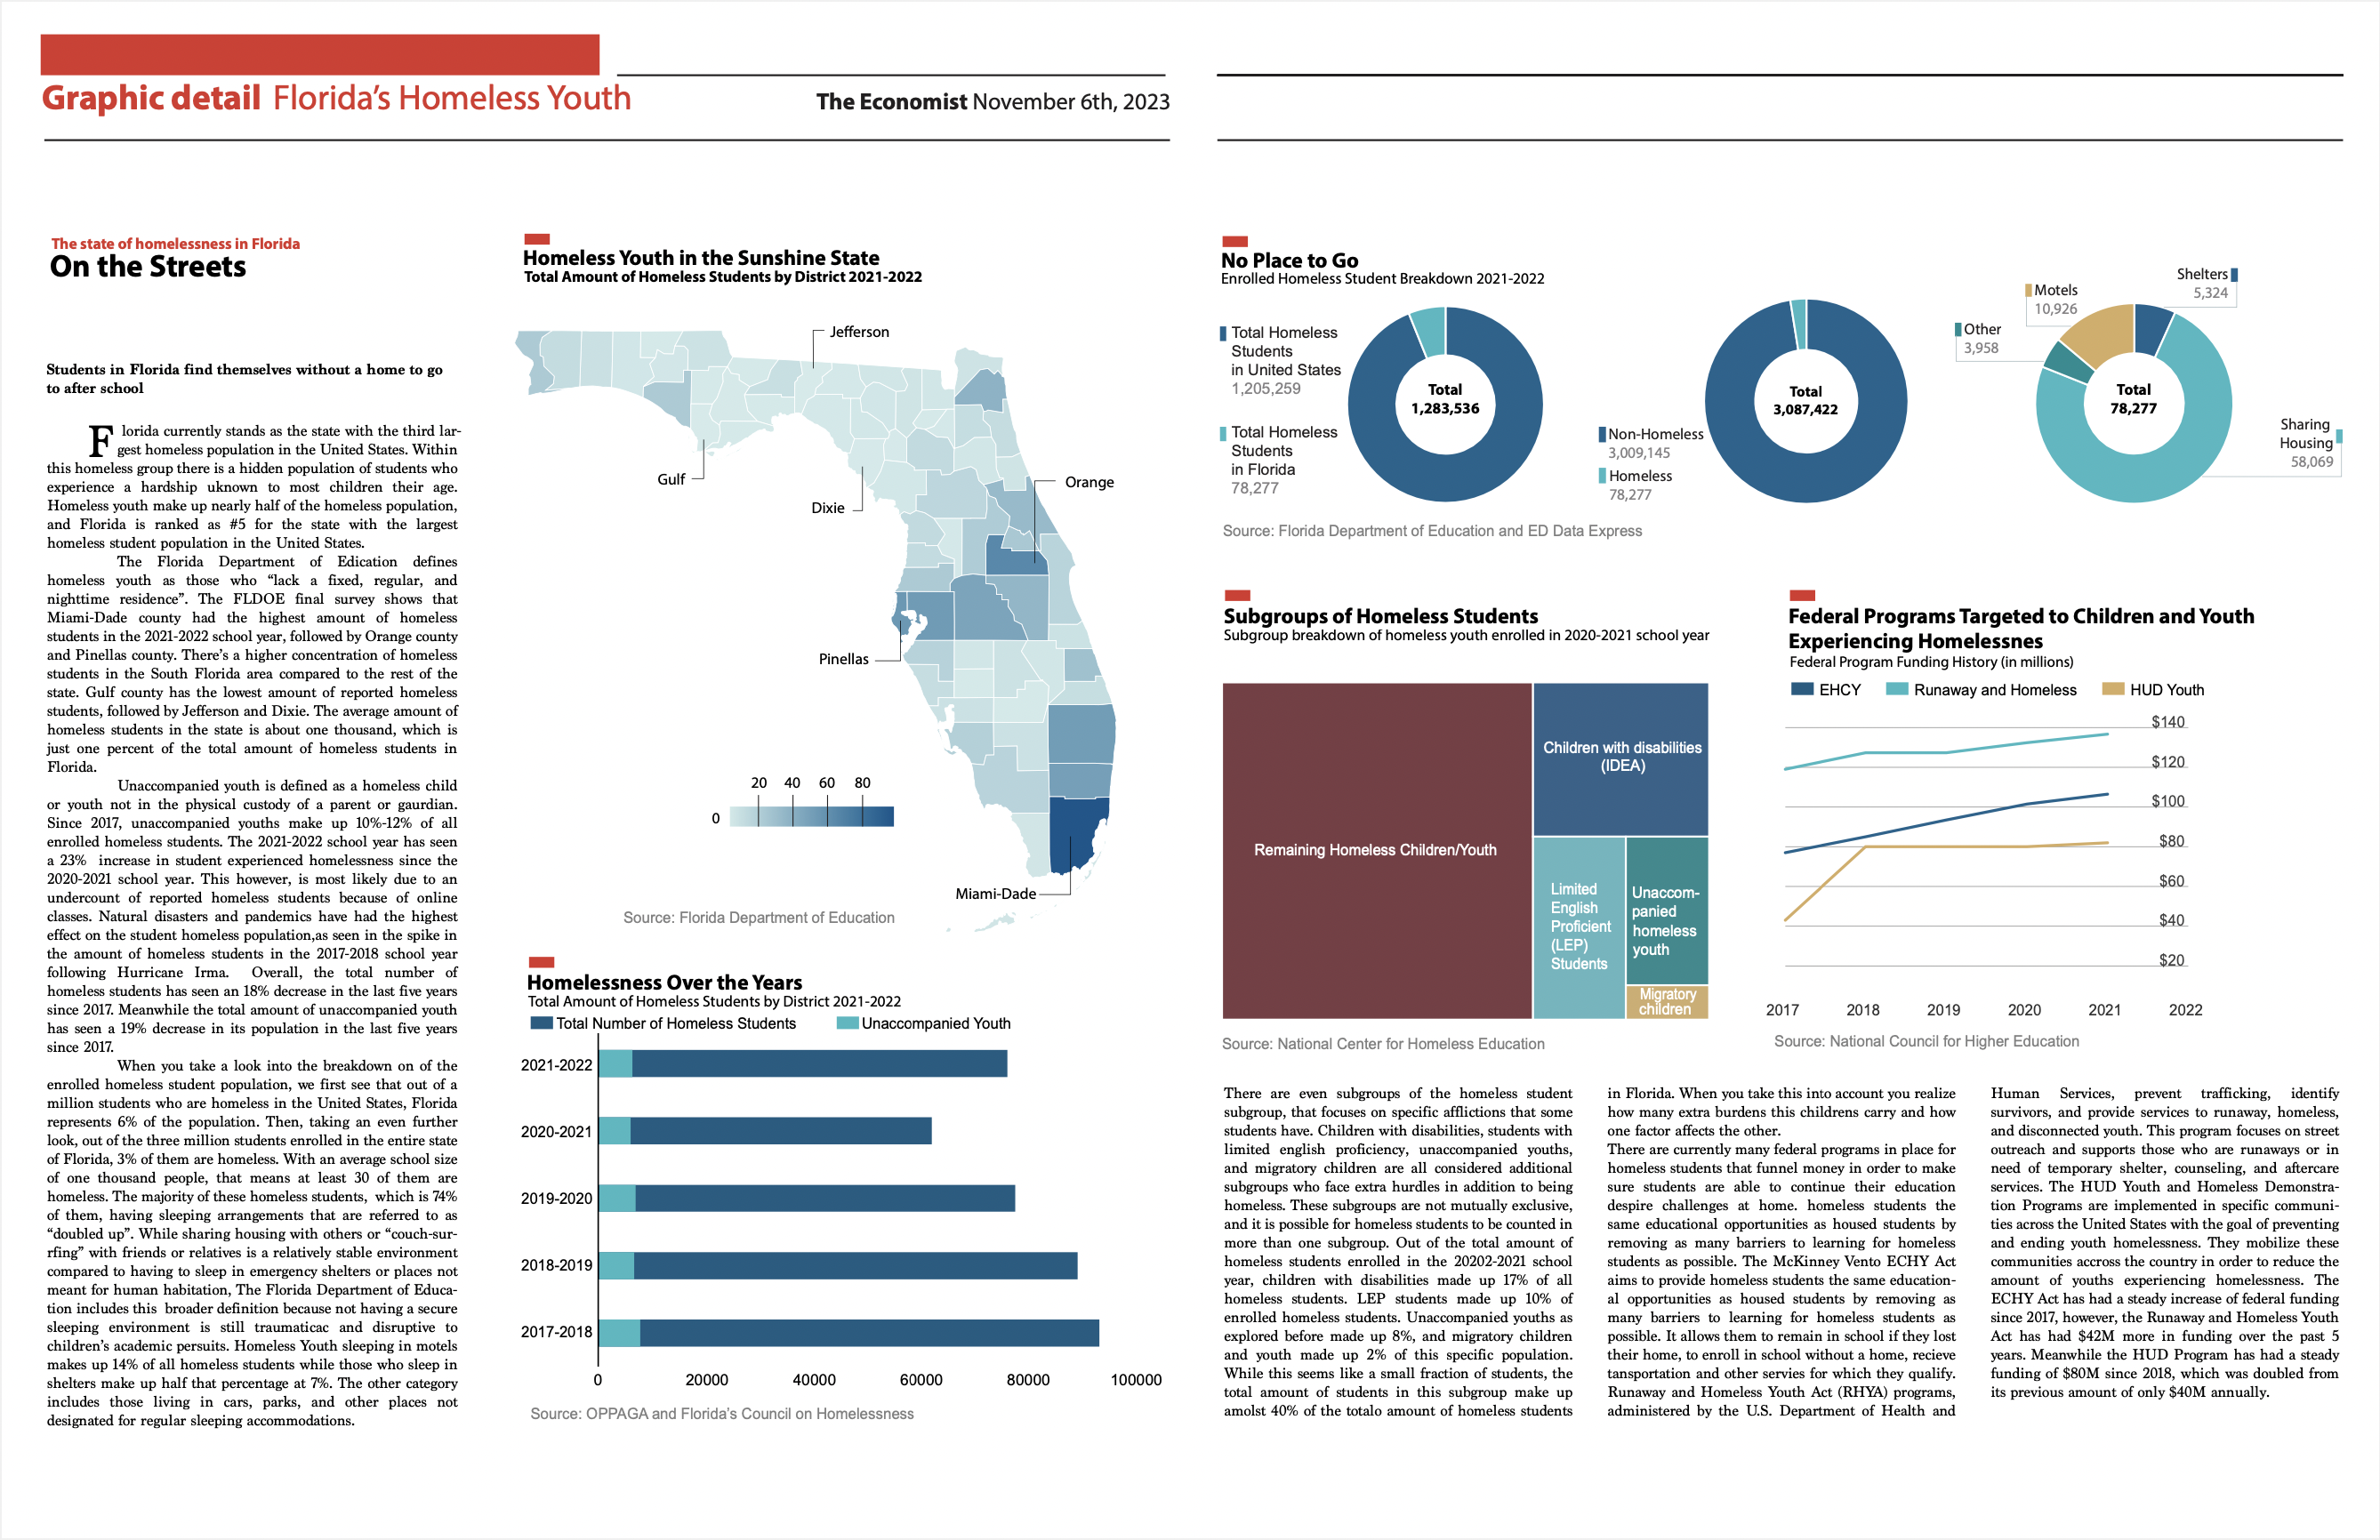 Graphic detail Florida's Homeless Youth
The Economist November 6th, 2023
The state of homelessness in Florida
On the Streets
Students in Florida find themselves without a home to go
to after school
Florida currently stands as the state with the third lar-
gest homeless population in the United States. Within
this homeless group there is a hidden population of students who
experience a hardship uknown to most children their age.
Homeless youth make up nearly half of the homeless population,
and Florida is ranked as #5 for the state with the largest
homeless student population in the United States.
The Florida Department of Edication defines
homeless youth as those who “lack a fixed, regular, and
nighttime residence”. The FLDOE final survey shows that
Miami-Dade county had the highest amount of homeless
students in the 2021-2022 school year, followed by Orange county
and Pinellas county. There's a higher concentration of homeless
students in the South Florida area compared to the rest of the
state. Gulf county has the lowest amount of reported homeless
students, followed by Jefferson and Dixie. The average amount of
homeless students in the state is about one thousand, which is
just one percent of the total amount of homeless students in
Florida.
Unaccompanied youth is defined as a homeless child
or youth not in the physical custody of a parent or gaurdian.
Since 2017, unaccompanied youths make up 10%-12% of all
enrolled homeless students. The 2021-2022 school year has seen
a 23% increase in student experienced homelessness since the
2020-2021 school year. This however, is most likely due to an
undercount of reported homeless students because of online
classes. Natural disasters and pandemics have had the highest
effect on the student homeless population,as seen in the spike in
the amount of homeless students in the 2017-2018 school year
following Hurricane Irma. Overall, the total number of
homeless students has seen an 18% decrease in the last five years
since 2017. Meanwhile the total amount of unaccompanied youth
has seen a 19% decrease in its population in the last five years
since 2017.
When you take a look into the breakdown on of the
enrolled homeless student population, we first see that out of a
million students who are homeless in the United States, Florida
represents 6% of the population. Then, taking an even further
look, out of the three million students enrolled in the entire state
of Florida, 3% of them are homeless. With an average school size
of one thousand people, that means at least 30 of them are
homeless. The majority of these homeless students, which is 74%
of them, having sleeping arrangements that are referred to as
“doubled up”. While sharing housing with others or “couch-sur-
rfing” with friends or relatives is a relatively stable environment
compared to having to sleep in emergency shelters or places not
meant for human habitation, The Florida Department of Educa-
tion includes this broader definition because not having a secure
sleeping environment is still traumaticac and disruptive to
children's academic persuits. Homeless Youth sleeping in motels
makes up 14% of all homeless students while those who sleep in
shelters make up half that percentage at 7%. The other category
includes those living in cars, parks, and other places not
designated for regular sleeping accommodations.
Homeless Youth in the Sunshine State
Total Amount of Homeless Students by District 2021-2022
Jefferson
Gulf
Dixie
Orange
Pinellas
Miami-Dade
0
20 40 60 80
Source: Florida Department of Education
Homelessness Over the Years
Total Amount of Homeless Students by District 2021-2022
Total Number of Homeless Students
Unaccompanied Youth
2021-2022
2020-2021
2019-2020
2018-2019
2017-2018
0 20000 40000 60000 80000 100000
Source: OPPAGA and Florida's Council on Homelessness
No Place to Go
Enrolled Homeless Student Breakdown 2021-2022
Total Homeless
Students
in United States
1,205,259
Total Homeless
Students
in Florida
78,277
Total
1,283,536
Non-Homeless
3,009,145
Homeless
78,277
Total
3,087,422
Shelters
5,324
Motels
10,926
Other
3,958
Total
78,277
Sharing
Housing
58,069
Source: Florida Department of Education and ED Data Express
Subgroups of Homeless Students
Subgroup breakdown of homeless youth enrolled in 2020-2021 school year
Remaining Homeless Children/Youth
Children with disabilities
(IDEA)
Limited
English
Proficient
(LEP)
Students
Unaccom-
panied
homeless
youth
Migratory
children
Source: National Center for Homeless Education
Federal Programs Targeted to Children and Youth
Experiencing Homelessnes
Federal Program Funding History (in millions)
EHCY
Runaway and Homeless
HUD Youth
$140
$120
$100
$80
$60
$40
$20
2017 2018 2019 2020 2021 2022
Source: National Council for Higher Education
There are even subgroups of the homeless student
subgroup, that focuses on specific afflictions that some
students have. Children with disabilities, students with
limited english proficiency, unaccompanied youths,
and migratory children are all considered additional
subgroups who face extra hurdles in addition to being
homeless. These subgroups are not mutually exclusive,
and it is possible for homeless students to be counted in
more than one subgroup. Out of the total amount of
homeless students enrolled in the 20202-2021 school
year, children with disabilities made up 17% of all
homeless students. LEP students made up 10% of
enrolled homeless students. Unaccompanied youths as
explored before made up 8%, and migratory children
and youth made up 2% of this specific population.
While this seems like a small fraction of students, the
total amount of students in this subgroup make up
amolst 40% of the totalo amount of homeless students
in Florida. When you take this into account you realize
how many extra burdens this childrens carry and how
one factor affects the other.
There are currently many federal programs in place for
homeless students that funnel money in order to make
sure students are able to continue their education
despire challenges at home. homeless students the
same educational opportunities as housed students by
removing as many barriers to learning for homeless
students as possible. The McKinney Vento ECHY Act
aims to provide homeless students the same education-
al opportunities as housed students by removing as
many barriers to learning for homeless students as
possible. It allows them to remain in school if they lost
their home, to enroll in school without a home, recieve
tansportation and other servies for which they qualify.
Runaway and Homeless Youth Act (RHYA) programs,
administered by the U.S. Department of Health and
Human Services, prevent trafficking, identify
survivors, and provide services to runaway, homeless,
and disconnected youth. This program focuses on street
outreach and supports those who are runaways or in
need of temporary shelter, counseling, and aftercare
services. The HUD Youth and Homeless Demonstra-
tion Programs are implemented in specific communi-
ties across the United States with the goal of preventing
and ending youth homelessness. They mobilize these
communities accross the country in order to reduce the
amount of youths experiencing homelessness. The
ECHY Act has had a steady increase of federal funding
since 2017, however, the Runaway and Homeless Youth
Act has had $42M more in funding over the past 5
years. Meanwhile the HUD Program has had a steady
funding of $80M since 2018, which was doubled from
its previous amount of only $40M annually.